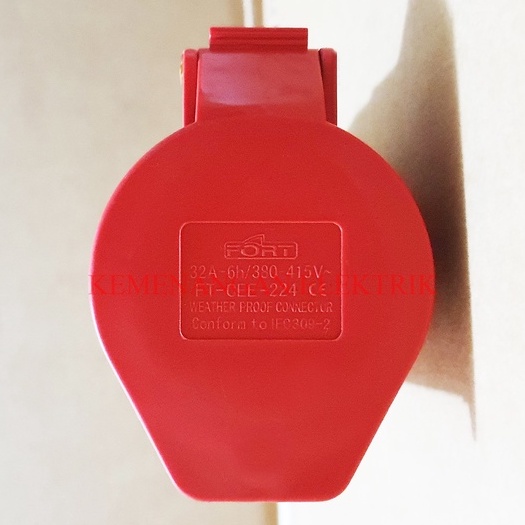 FORT
32A-6h/380-415V~
FT-CEE-224 CE
WEATHER PROOF CONNECTOR
Conform to IEC309-2